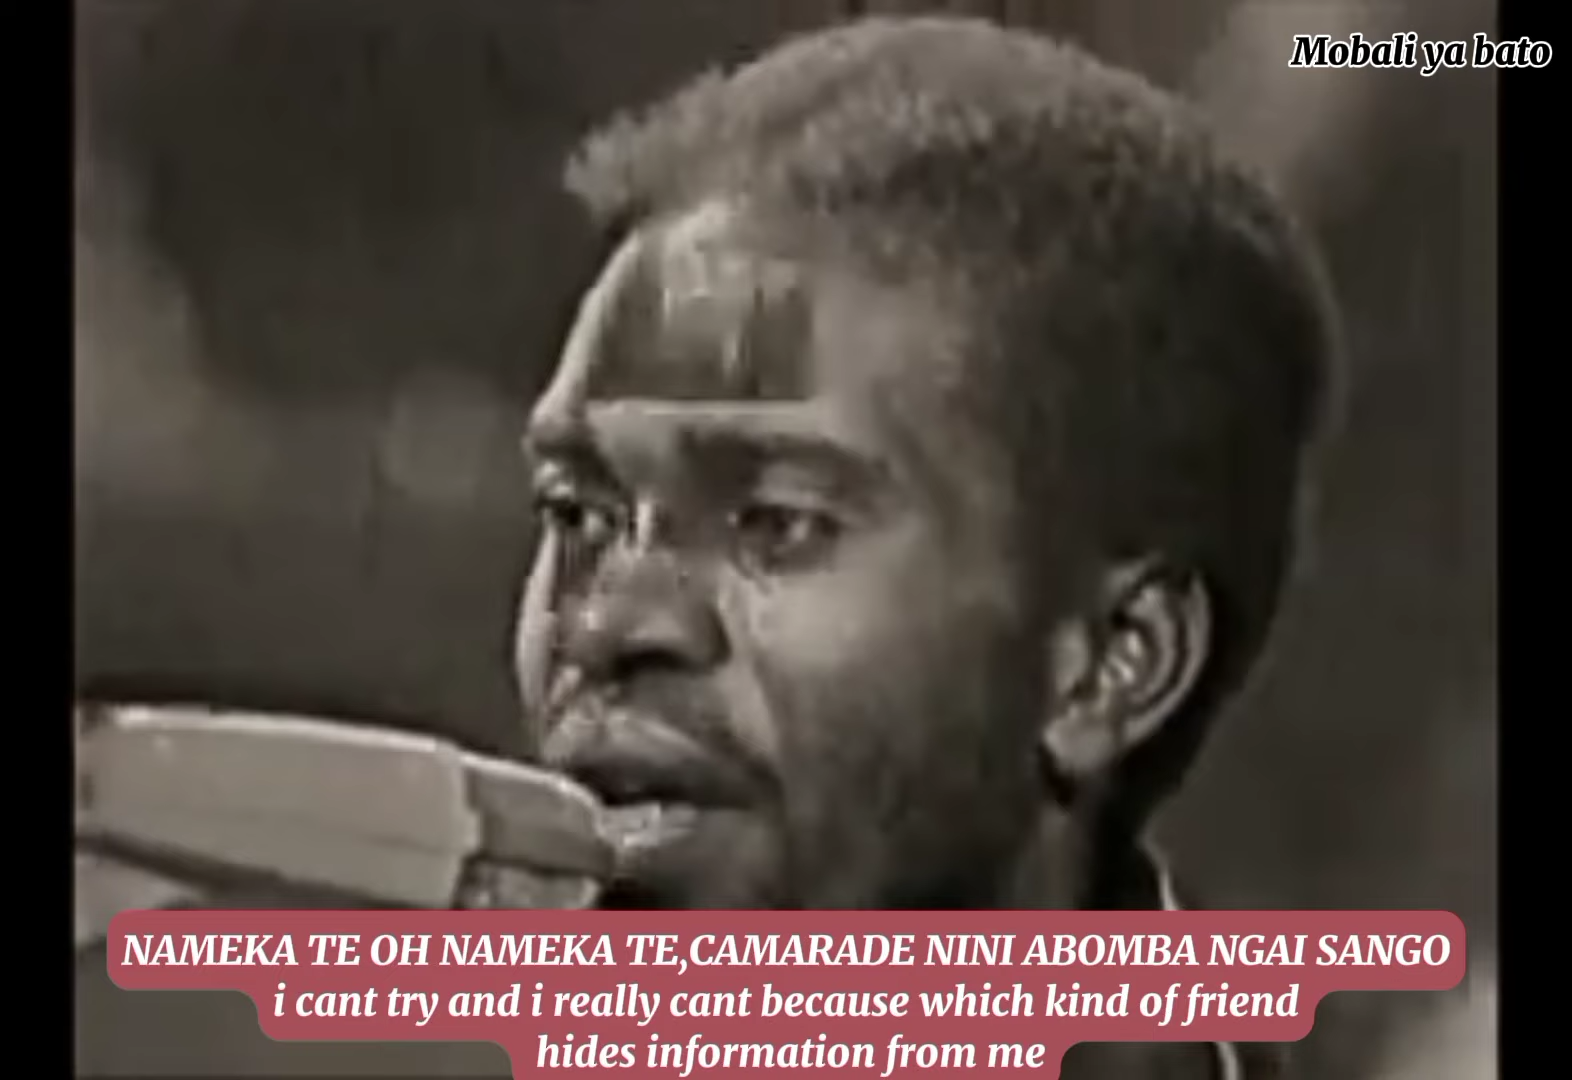 Mobali ya bato
NAMEKA TE OH NAMEKA TE,CAMARADE NINI ABOMBA NGAI SANGO
i cant try and i really cant because which kind of friend
hides information from me